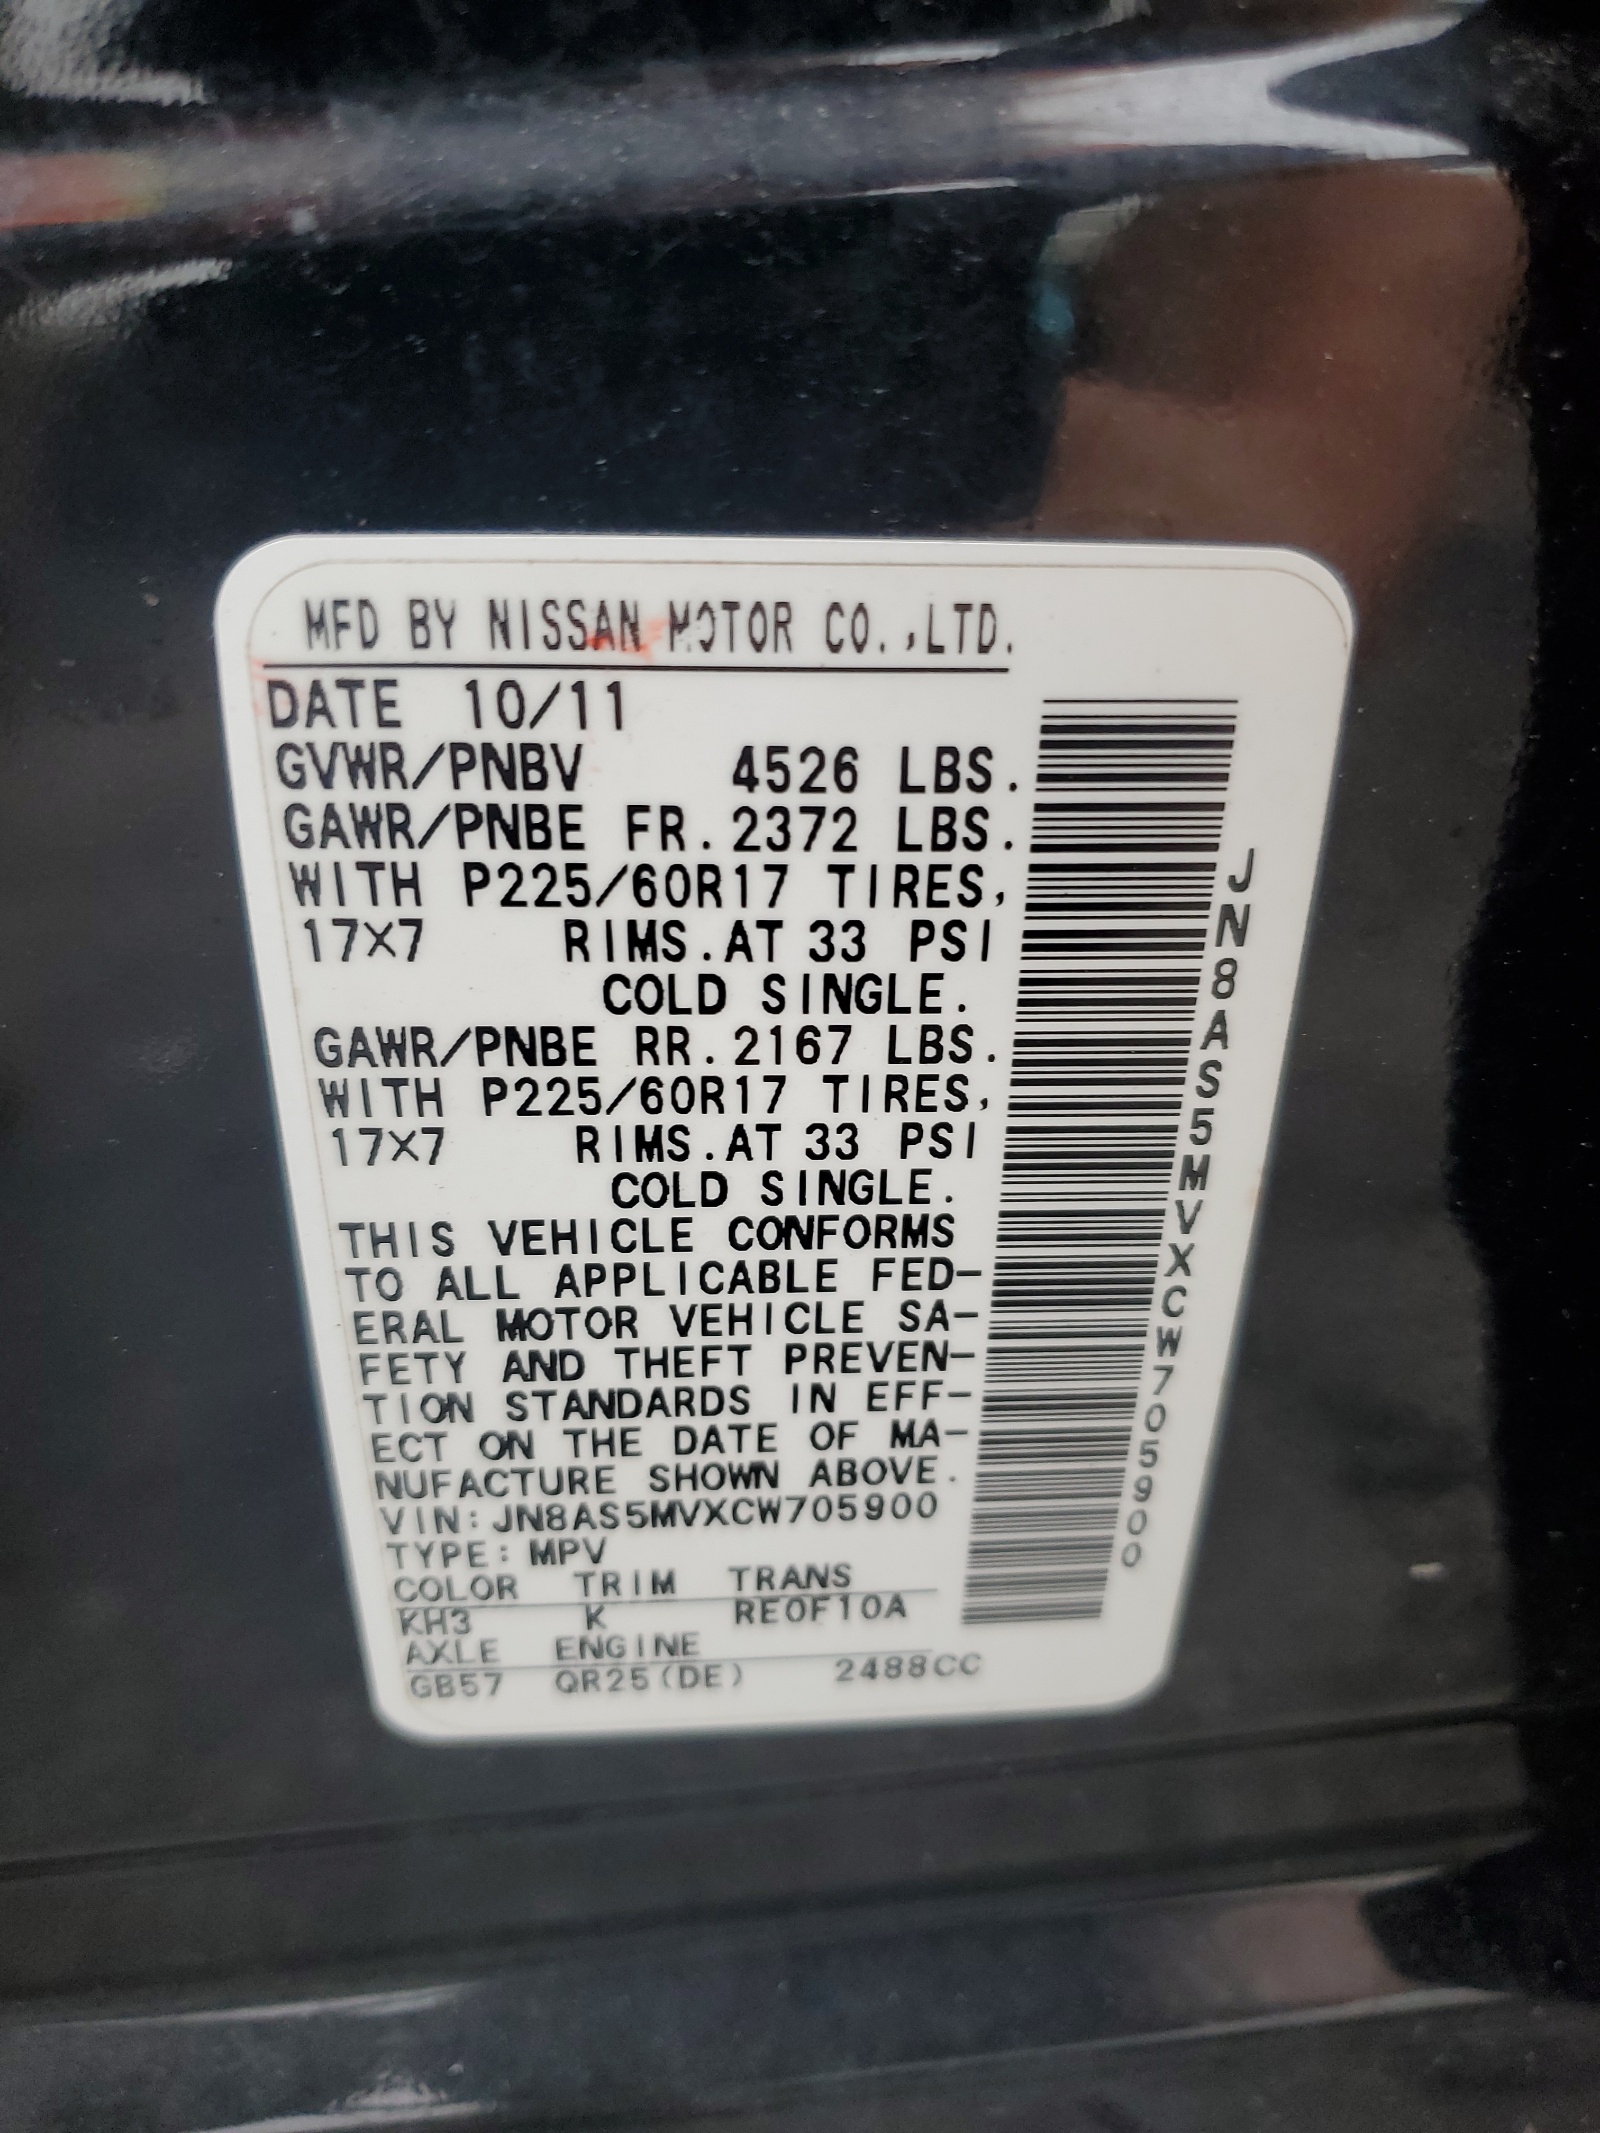 MFD BY NISSAN MOTOR CO.,LTD.
DATE 10/11
GVWR/PNBV 4526 LBS.
GAWR/PNBE FR. 2372 LBS.
WITH P225/60R17 TIRES,
17X7 RIMS.AT 33 PSI
COLD SINGLE.
GAWR/PNBE RR. 2167 LBS.
WITH P225/60R17 TIRES,
17X7 RIMS.AT 33 PSI
COLD SINGLE.
THIS VEHICLE CONFORMS
TO ALL APPLICABLE FED-
ERAL MOTOR VEHICLE SA-
FETY AND THEFT PREVEN-
TION STANDARDS IN EFF-
ECT ON THE DATE OF MA-
NUFACTURE SHOWN ABOVE.
VIN: JN8AS5MVXCW705900
TYPE: MPV
COLOR TRIM TRANS
KH3 K RE0F10A
AXLE ENGINE
GB57 QR25(DE) 2488CC
JN8AS5MVXCW705900